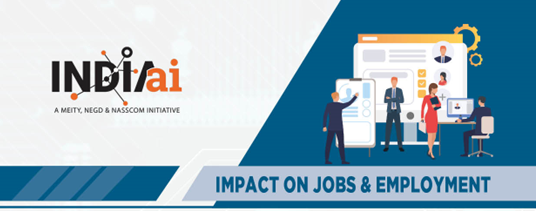 INDIAai
A MEITY, NEGD & NASSCOM INITIATIVE
IMPACT ON JOBS & EMPLOYMENT